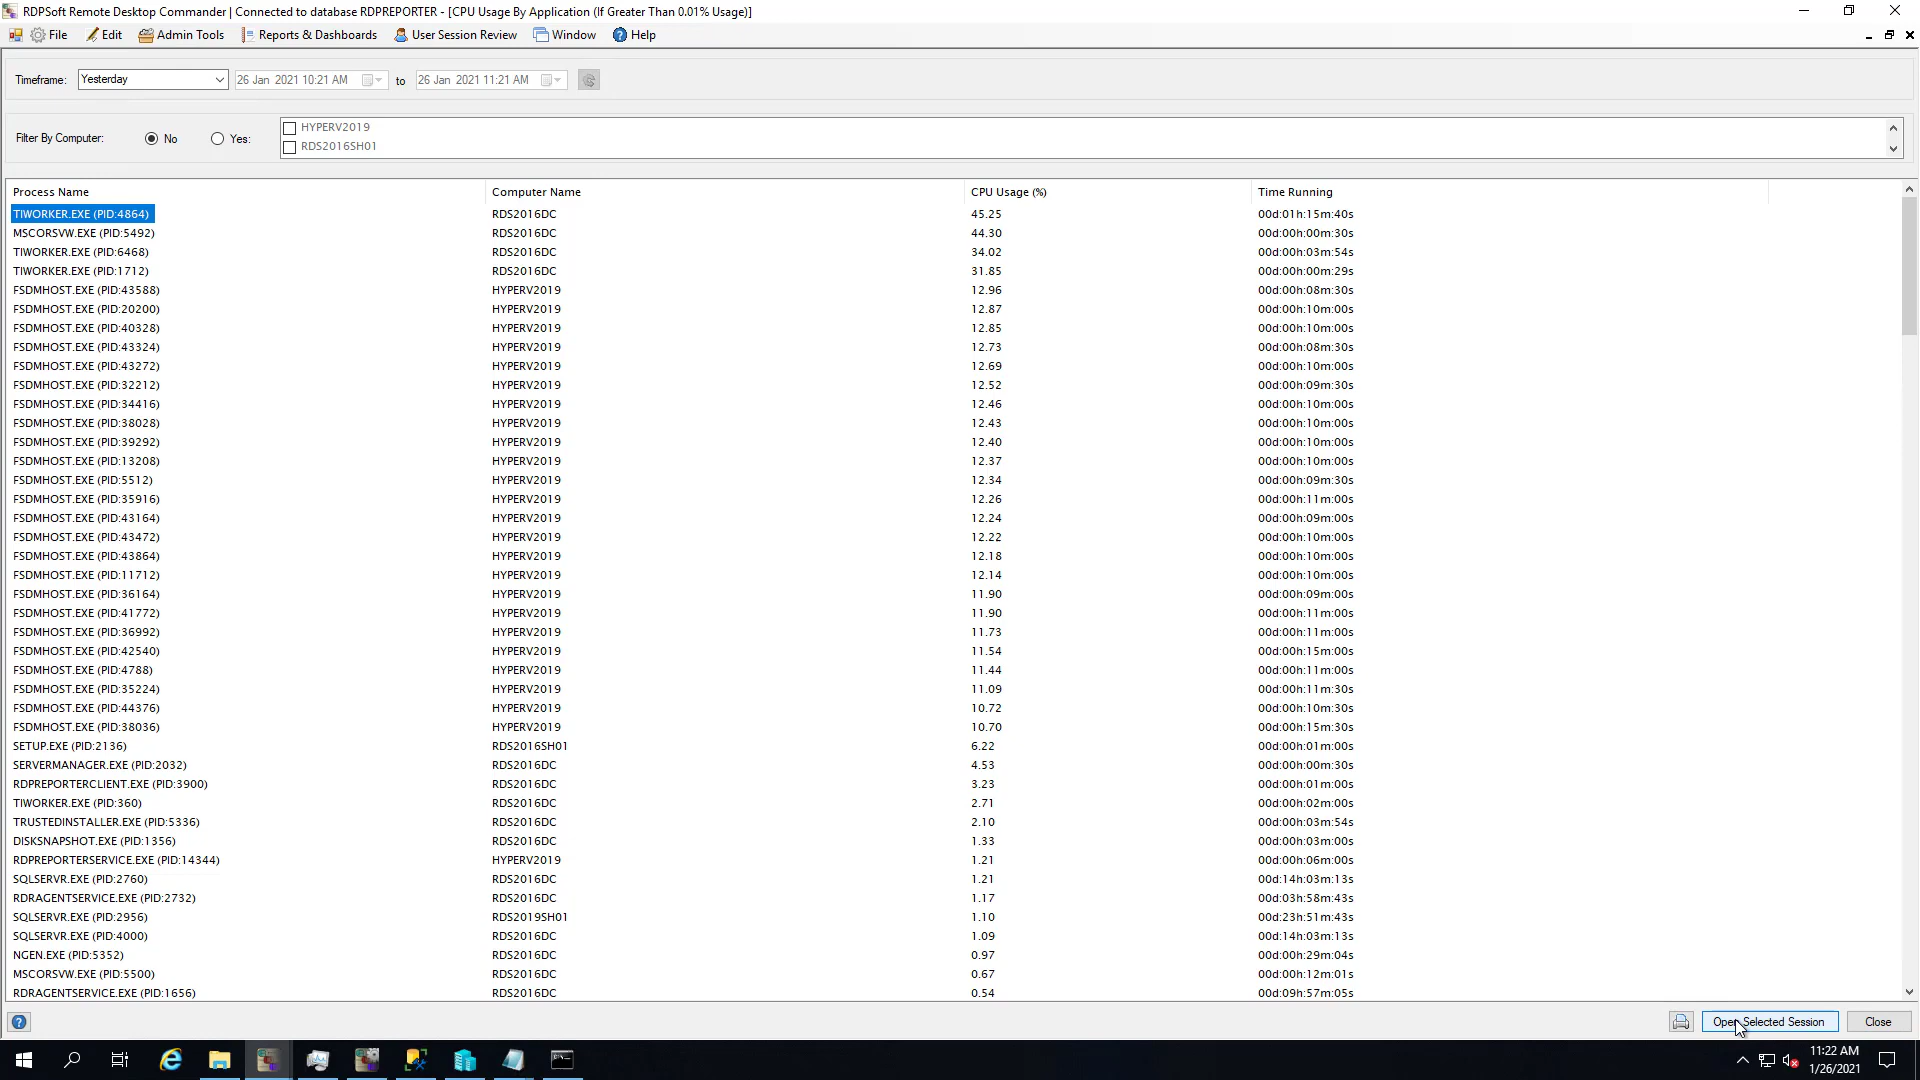 RDPSoft Remote Desktop Commander | Connected to database RDPREPORTER - [CPU Usage By Application (If Greater Than 0.01% Usage)]
File Edit Admin Tools Reports & Dashboards User Session Review Window Help
Timeframe: Yesterday 26 Jan 2021 10:21 AM to 26 Jan 2021 11:21 AM
Filter By Computer: No Yes: HYPERV2019
RDS2016SH01
Process Name Computer Name CPU Usage (%) Time Running
TIWORKER.EXE (PID:4864) RDS2016DC 45.25 00d:01h:15m:40s
MSCORSVW.EXE (PID:5492) RDS2016DC 44.30 00d:00h:00m:30s
TIWORKER.EXE (PID:6468) RDS2016DC 34.02 00d:00h:03m:54s
TIWORKER.EXE (PID:1712) RDS2016DC 31.85 00d:00h:00m:29s
FSDMHOST.EXE (PID:43588) HYPERV2019 12.96 00d:00h:08m:30s
FSDMHOST.EXE (PID:20200) HYPERV2019 12.87 00d:00h:10m:00s
FSDMHOST.EXE (PID:40328) HYPERV2019 12.85 00d:00h:10m:00s
FSDMHOST.EXE (PID:43324) HYPERV2019 12.73 00d:00h:08m:30s
FSDMHOST.EXE (PID:43272) HYPERV2019 12.69 00d:00h:10m:00s
FSDMHOST.EXE (PID:32212) HYPERV2019 12.52 00d:00h:09m:30s
FSDMHOST.EXE (PID:34416) HYPERV2019 12.46 00d:00h:10m:00s
FSDMHOST.EXE (PID:38028) HYPERV2019 12.43 00d:00h:10m:00s
FSDMHOST.EXE (PID:39292) HYPERV2019 12.40 00d:00h:10m:00s
FSDMHOST.EXE (PID:13208) HYPERV2019 12.37 00d:00h:10m:00s
FSDMHOST.EXE (PID:5512) HYPERV2019 12.34 00d:00h:09m:30s
FSDMHOST.EXE (PID:35916) HYPERV2019 12.26 00d:00h:11m:00s
FSDMHOST.EXE (PID:43164) HYPERV2019 12.24 00d:00h:09m:00s
FSDMHOST.EXE (PID:43472) HYPERV2019 12.22 00d:00h:10m:00s
FSDMHOST.EXE (PID:43864) HYPERV2019 12.18 00d:00h:10m:00s
FSDMHOST.EXE (PID:11712) HYPERV2019 12.14 00d:00h:10m:00s
FSDMHOST.EXE (PID:36164) HYPERV2019 11.90 00d:00h:09m:00s
FSDMHOST.EXE (PID:41772) HYPERV2019 11.90 00d:00h:11m:00s
FSDMHOST.EXE (PID:36992) HYPERV2019 11.73 00d:00h:11m:00s
FSDMHOST.EXE (PID:42540) HYPERV2019 11.54 00d:00h:15m:00s
FSDMHOST.EXE (PID:4788) HYPERV2019 11.44 00d:00h:11m:00s
FSDMHOST.EXE (PID:35224) HYPERV2019 11.09 00d:00h:11m:30s
FSDMHOST.EXE (PID:44376) HYPERV2019 10.72 00d:00h:10m:30s
FSDMHOST.EXE (PID:38036) HYPERV2019 10.70 00d:00h:15m:30s
SETUP.EXE (PID:2136) RDS2016SH01 6.22 00d:00h:01m:00s
SERVERMANAGER.EXE (PID:2032) RDS2016DC 4.53 00d:00h:00m:30s
RDPREPORTERCLIENT.EXE (PID:3900) RDS2016DC 3.23 00d:00h:01m:00s
TIWORKER.EXE (PID:360) RDS2016DC 2.71 00d:00h:02m:00s
TRUSTEDINSTALLER.EXE (PID:5336) RDS2016DC 2.10 00d:00h:03m:54s
DISKSNAPSHOT.EXE (PID:1356) RDS2016DC 1.33 00d:00h:03m:00s
RDPREPORTERSERVICE.EXE (PID:14344) HYPERV2019 1.21 00d:00h:06m:00s
SQLSERVR.EXE (PID:2760) RDS2016DC 1.21 00d:14h:03m:13s
RDRAGENTSERVICE.EXE (PID:2732) RDS2016DC 1.17 00d:03h:58m:43s
SQLSERVR.EXE (PID:2956) RDS2019SH01 1.10 00d:23h:51m:43s
SQLSERVR.EXE (PID:4000) RDS2016DC 1.09 00d:14h:03m:13s
NGEN.EXE (PID:5352) RDS2016DC 0.97 00d:00h:29m:04s
MSCORSVW.EXE (PID:5500) RDS2016DC 0.67 00d:00h:12m:01s
RDRAGENTSERVICE.EXE (PID:1656) RDS2016DC 0.54 00d:09h:57m:05s
Open Selected Session Close
11:22 AM
1/26/2021